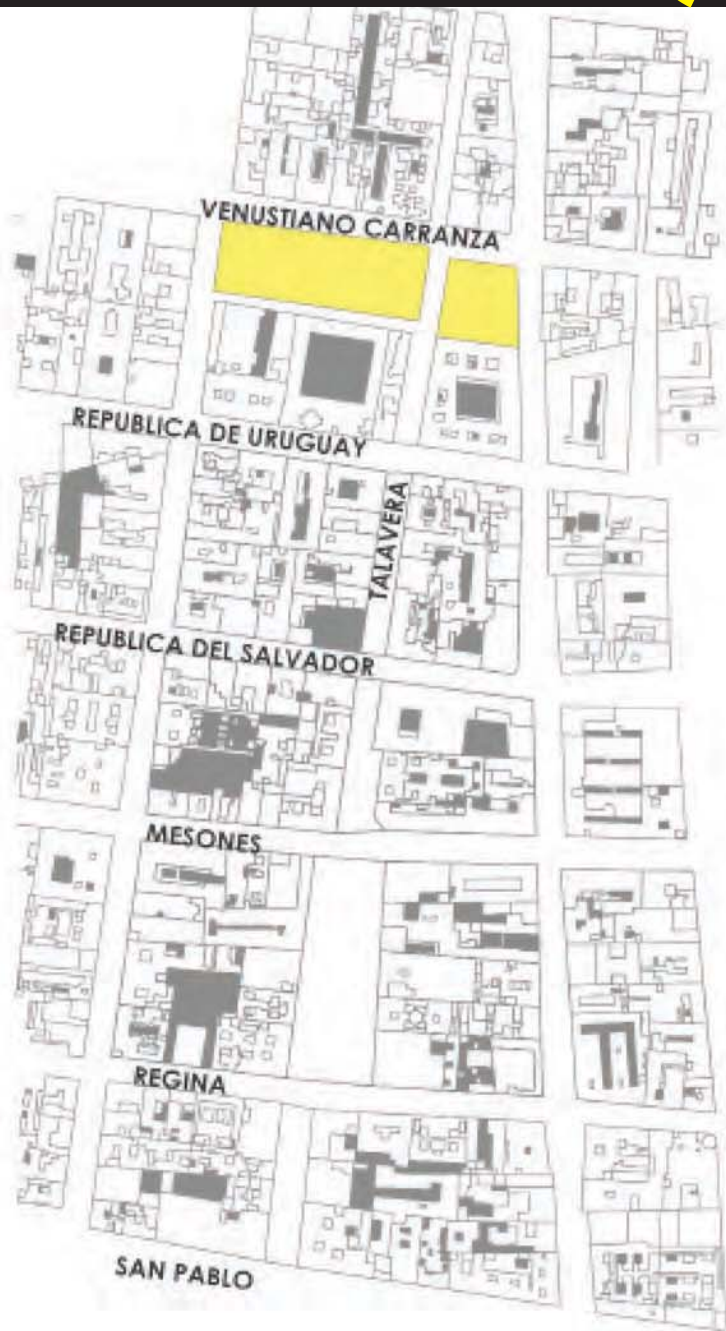 VENUSTIANO CARRANZA
REPUBLICA DE URUGUAY
TALAVERA
REPUBLICA DEL SALVADOR
MESONES
REGINA
SAN PABLO